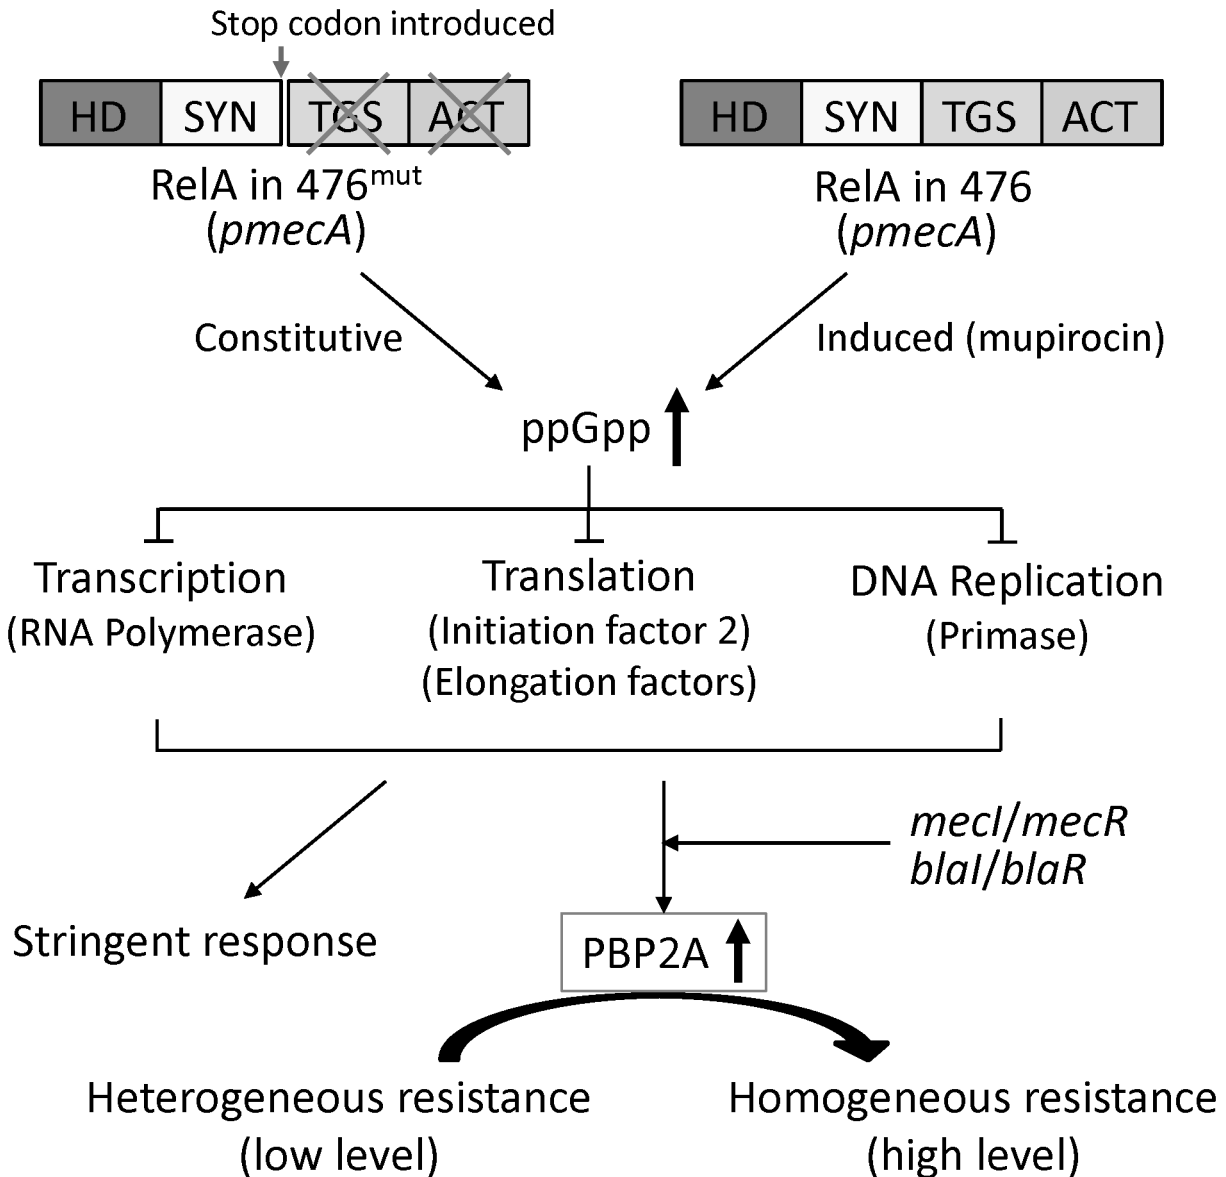 Stop codon introduced
HD SYN TGS ACT
HD SYN TGS ACT
RelA in 476mut
(pmecA)
RelA in 476
(pmecA)
Constitutive
Induced (mupirocin)
ppGpp
Transcription
(RNA Polymerase)
Translation
(Initiation factor 2)
(Elongation factors)
DNA Replication
(Primase)
mecI/mecR
blaI/blaR
Stringent response
PBP2A
Heterogeneous resistance
(low level)
Homogeneous resistance
(high level)